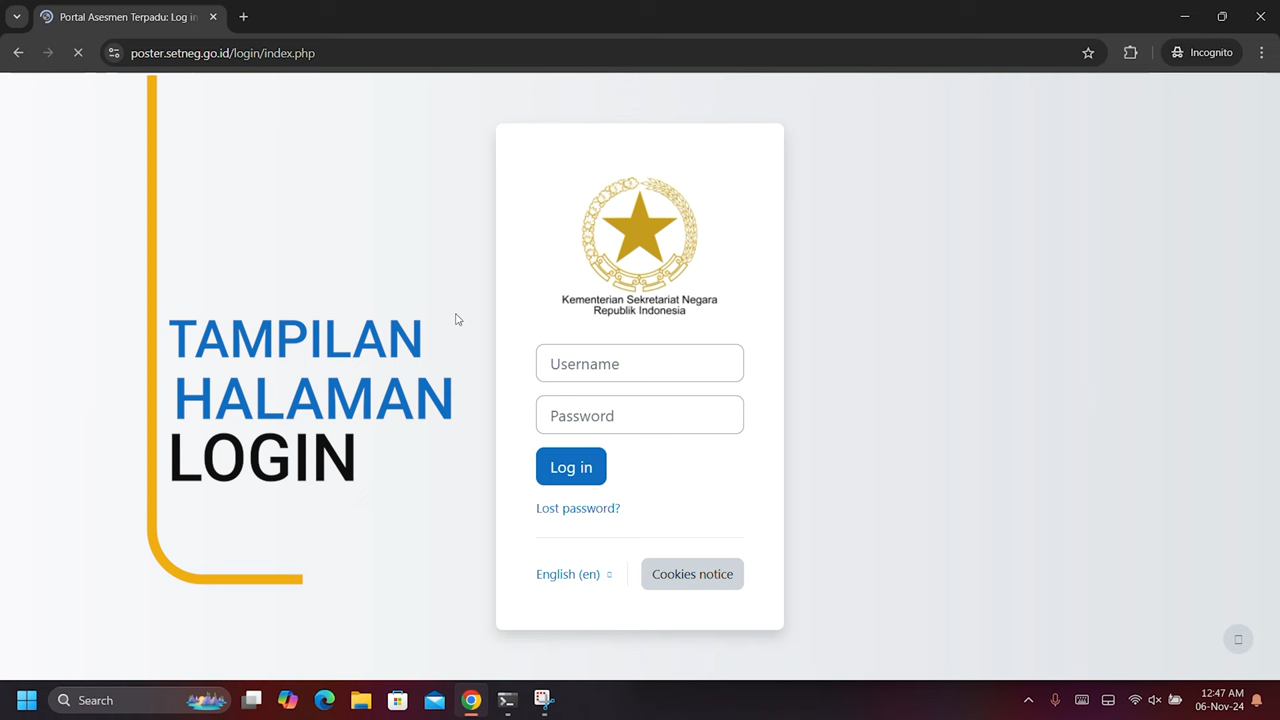 Portal Asesmen Terpadu: Log in
poster.setneg.go.id/login/index.php
Incognito
Kementerian Sekretariat Negara
Republik Indonesia
TAMPILAN
HALAMAN
LOGIN
Username
Password
Log in
Lost password?
English (en)
Cookies notice
Search
12:47 AM
06-Nov-24